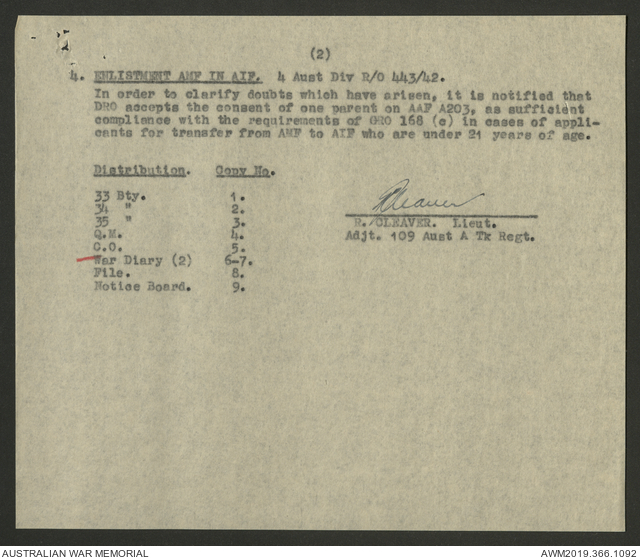 (2)
4. ENLISTMENT AMF IN AIF. 4 Aust Div R/O 443/42.
In order to clarify doubts which have arisen, it is notified that
DRO accepts the consent of one parent on AAF A203, as sufficient
compliance with the requirements of GRO 168 (c) in cases of appli-
cants for transfer from AMF to AIF who are under 21 years of age.
Distribution. Copy No.
33 Bty. 1.
34 " 2.
35 " 3.
Q.M. 4.
C.O. 5.
War Diary (2) 6-7.
File. 8.
Notice Board. 9.
RCleaver
R. CLEAVER. Lieut.
Adjt. 109 Aust A Tk Regt.
AUSTRALIAN WAR MEMORIAL
AWM2019.366.1092